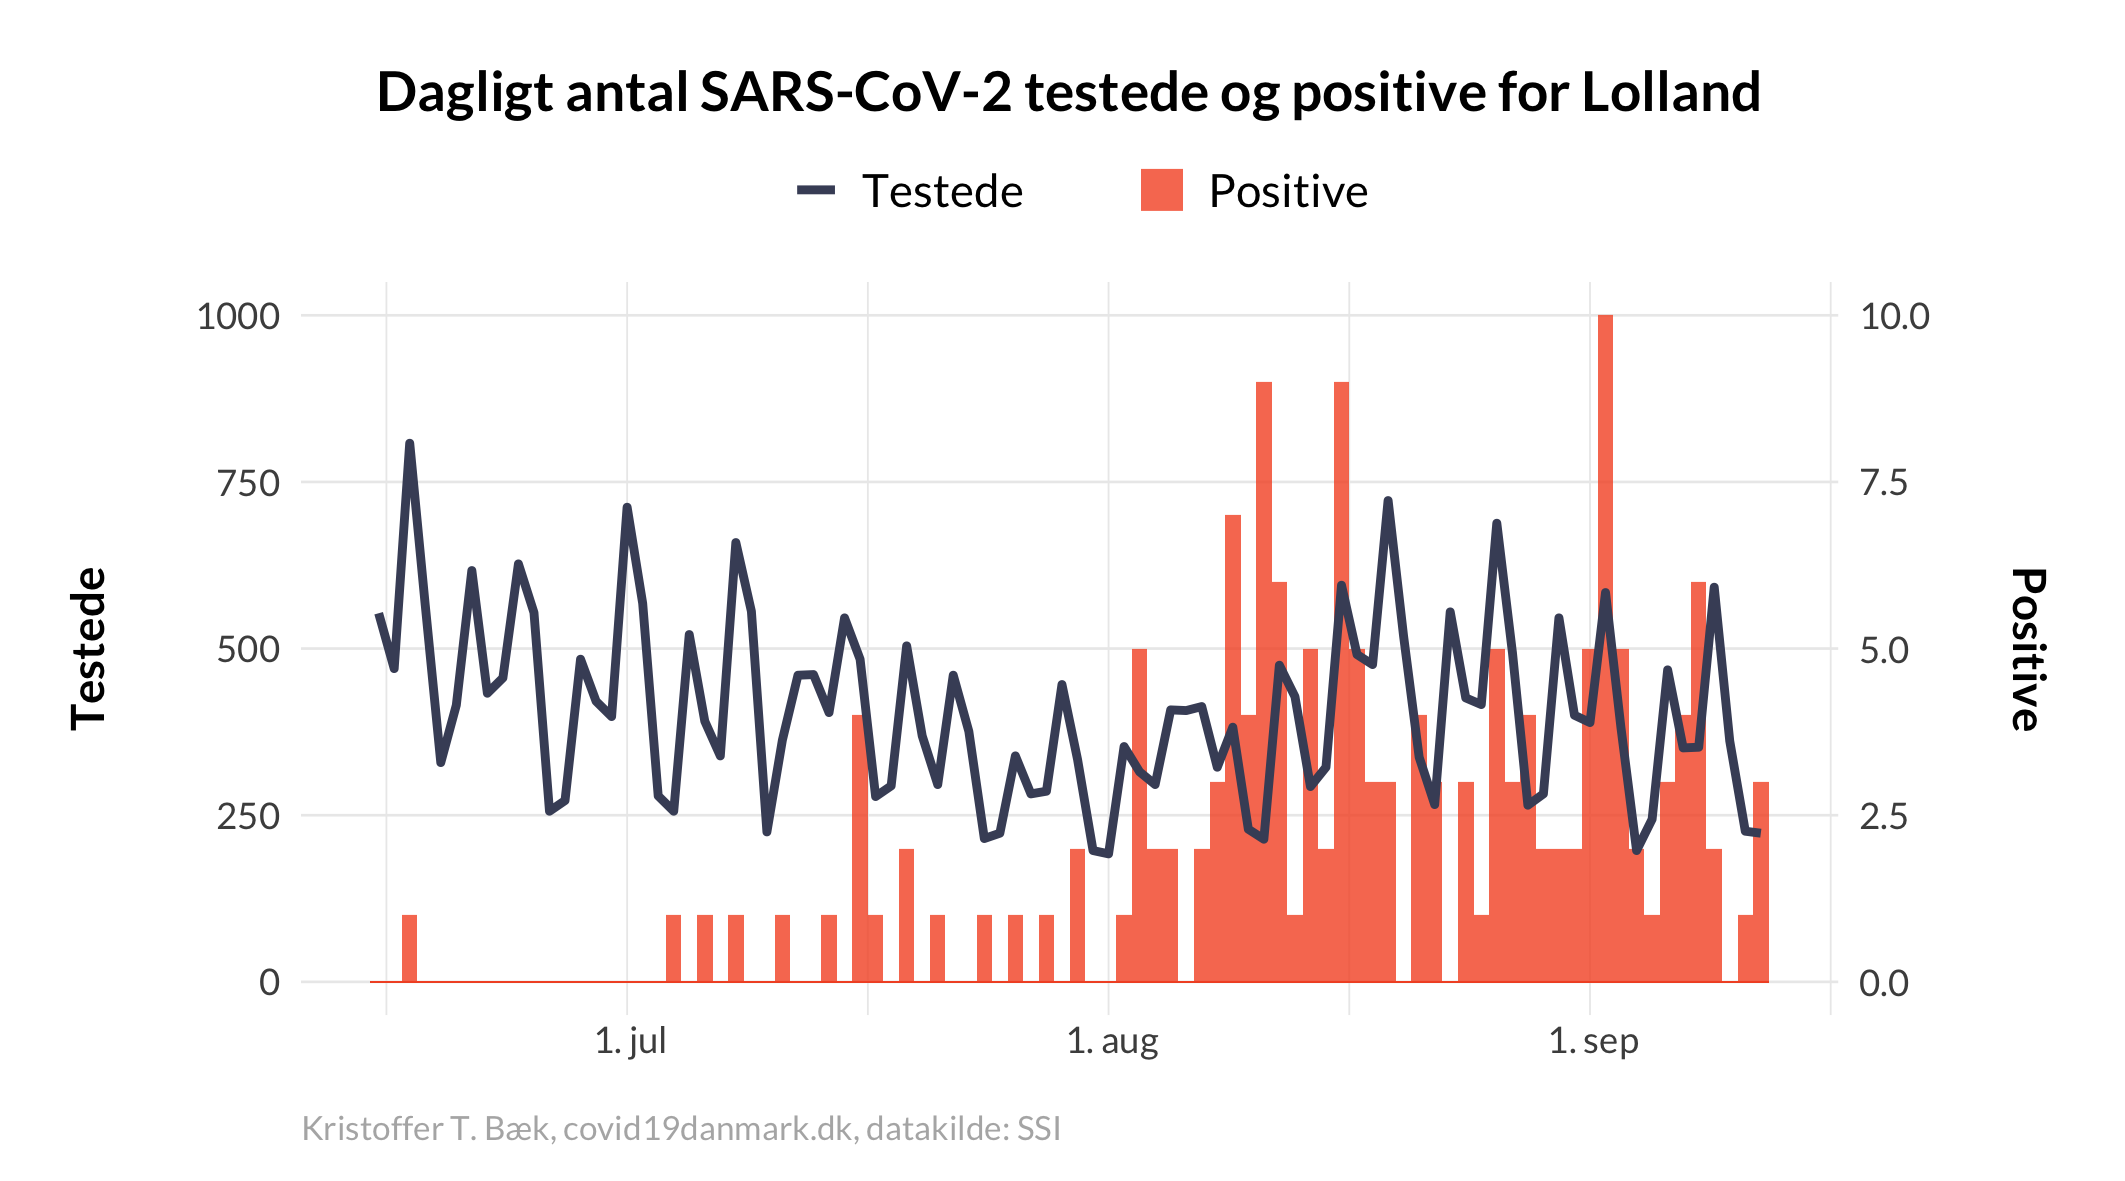 Dagligt antal SARS-CoV-2 testede og positive for Lolland
Testede
Positive
1000
750
500
250
0
Testede
10.0
7.5
5.0
2.5
0.0
Positive
1. jul
1. aug
1. sep
Kristoffer T. Bæk, covid19danmark.dk, datakilde: SSI